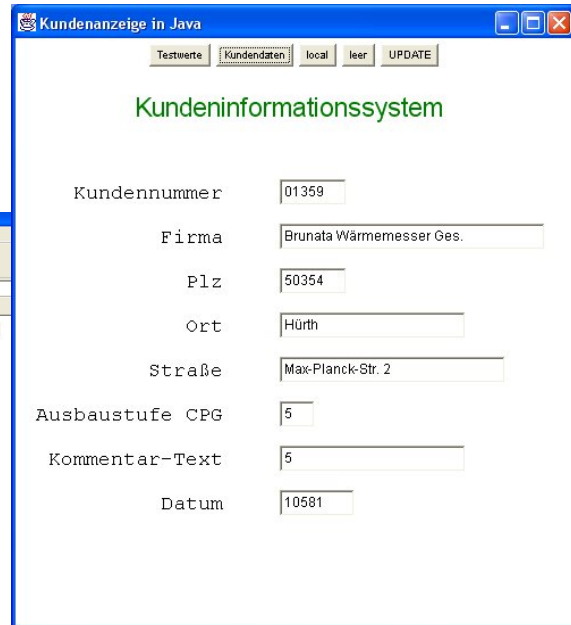 Kundenanzeige in Java
Testwerte Kundendaten local leer UPDATE
Kundeninformationssystem
Kundennummer 01359
Firma Brunata Wärmemesser Ges.
Plz 50354
Ort Hürth
Straße Max-Planck-Str. 2
Ausbaustufe CPG 5
Kommentar-Text 5
Datum 10581